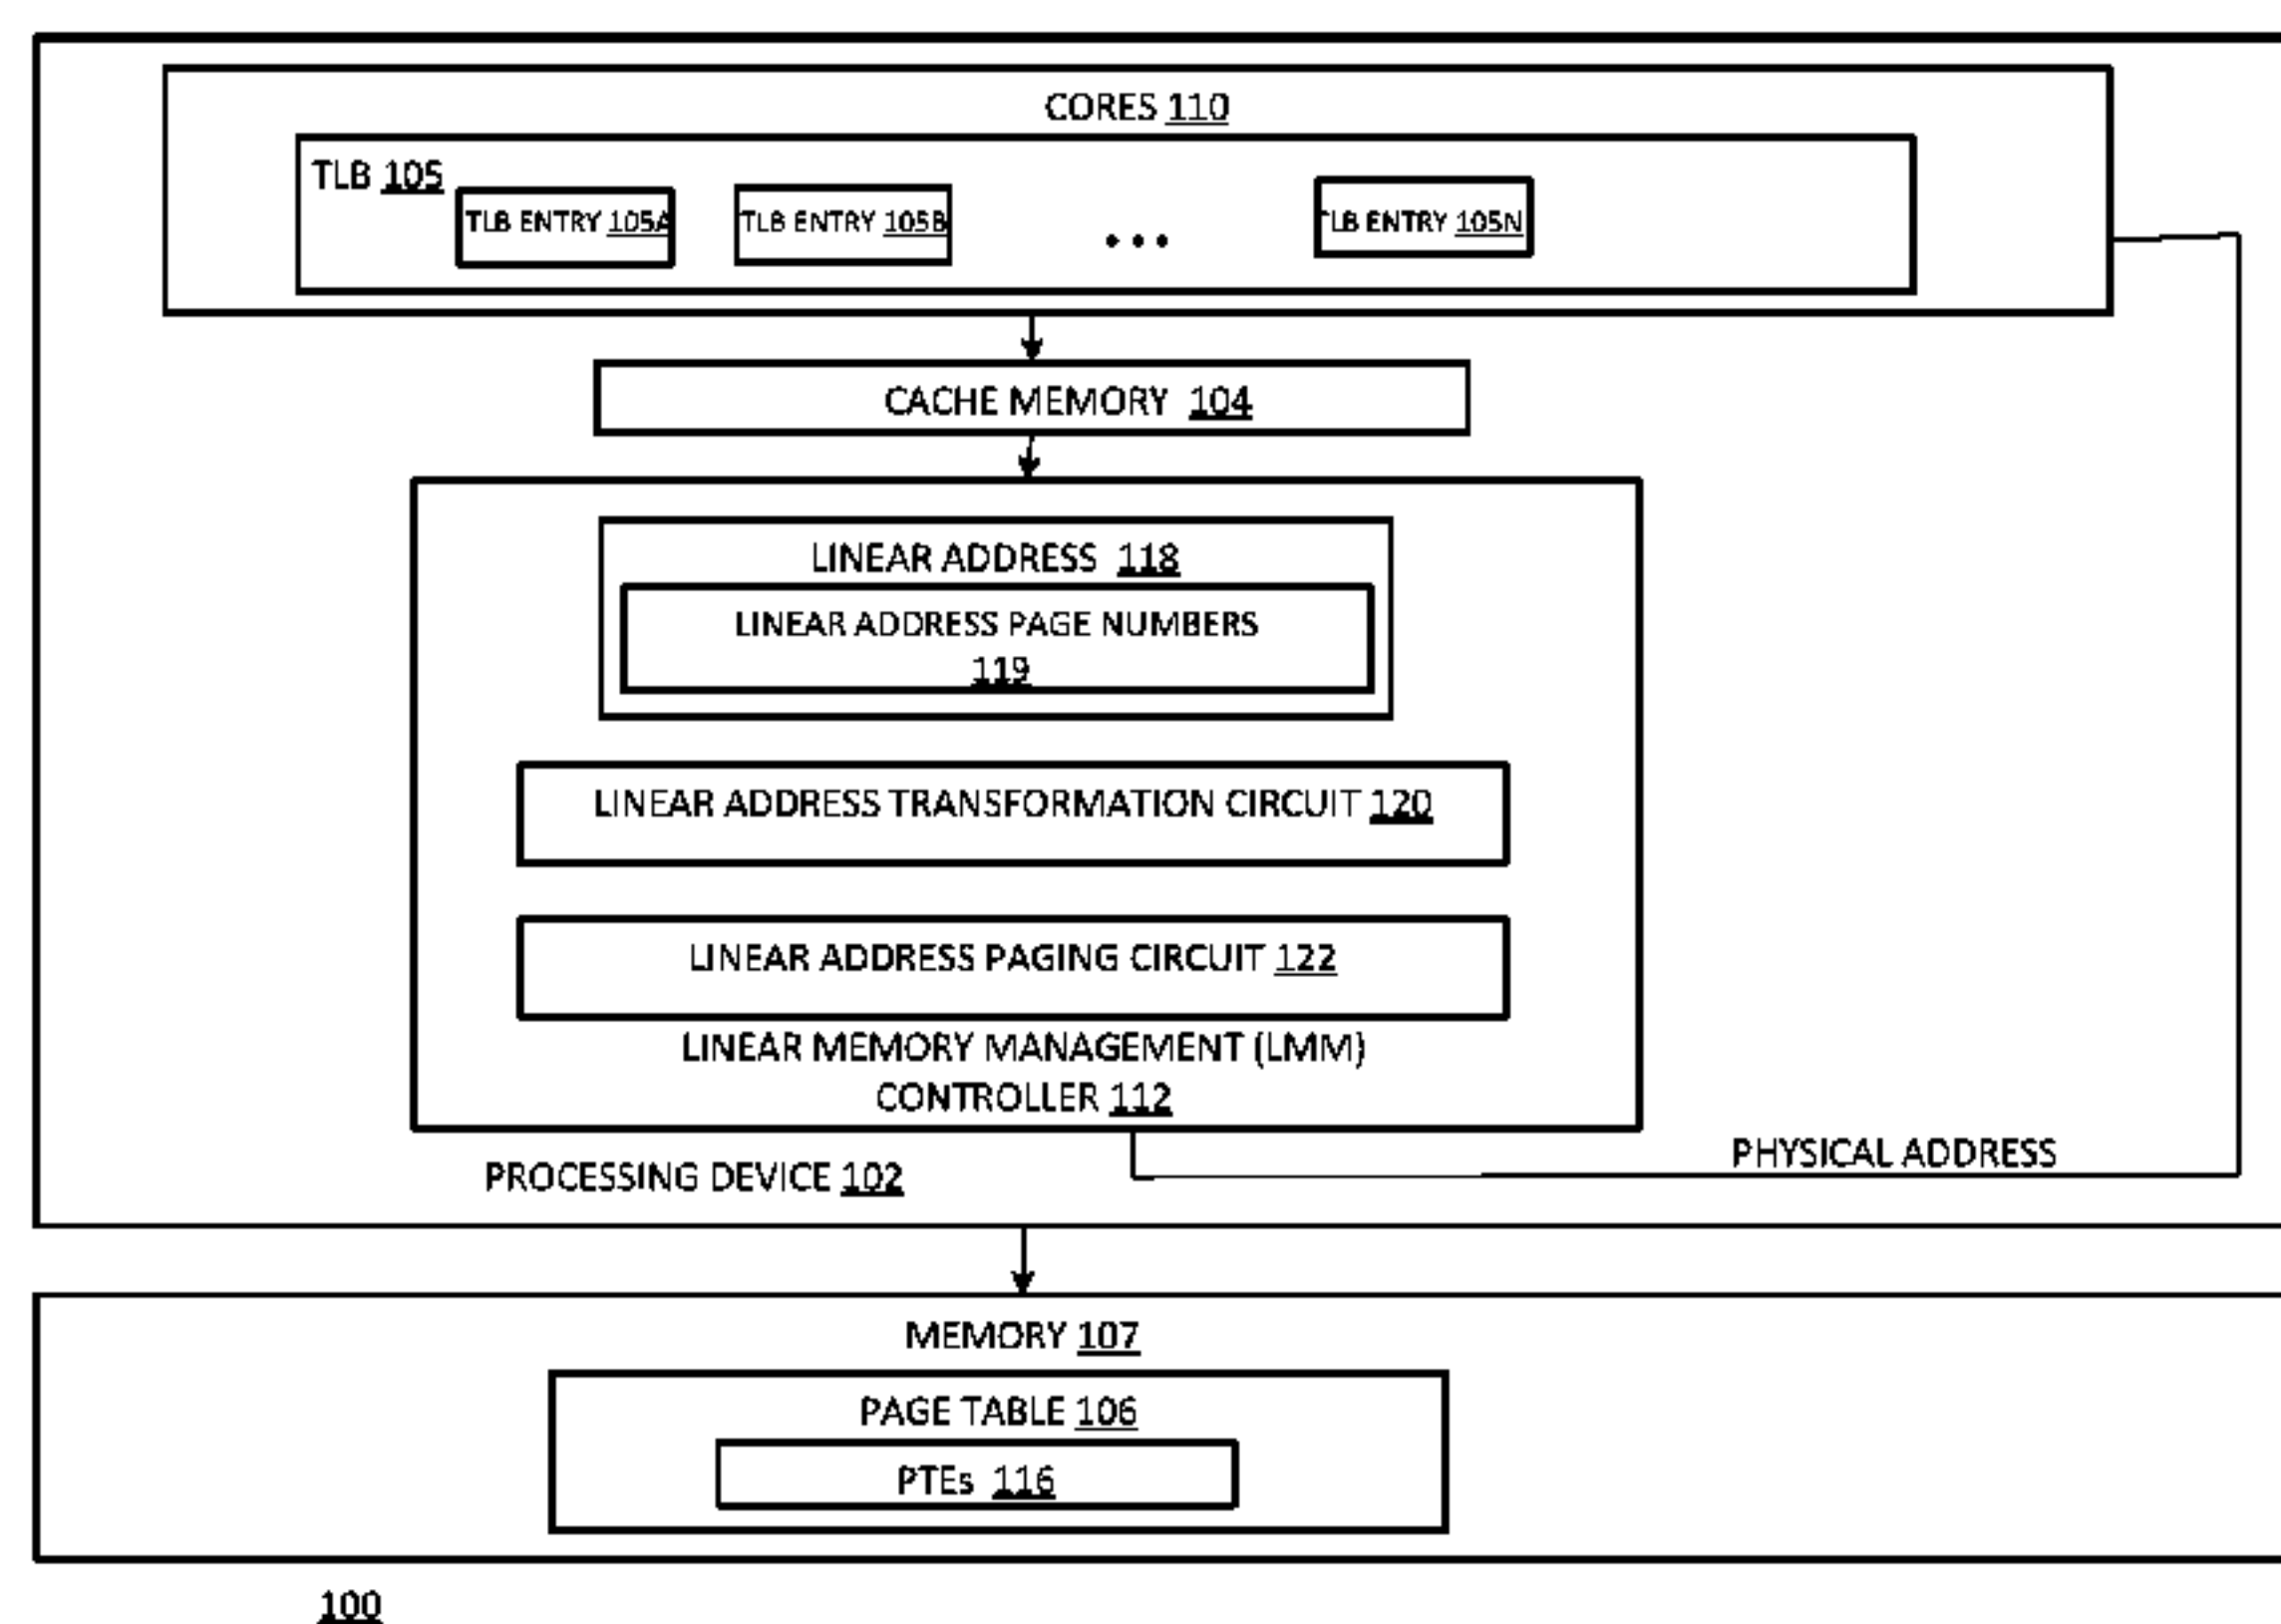 CORES 110
TLB 105
TLB ENTRY 105A
TLB ENTRY 105B
...
TLB ENTRY 105N
CACHE MEMORY 104
LINEAR ADDRESS 118
LINEAR ADDRESS PAGE NUMBERS
119
LINEAR ADDRESS TRANSFORMATION CIRCUIT 120
LINEAR ADDRESS PAGING CIRCUIT 122
LINEAR MEMORY MANAGEMENT (LMM)
CONTROLLER 112
PHYSICAL ADDRESS
PROCESSING DEVICE 102
MEMORY 107
PAGE TABLE 106
PTEs 116
100